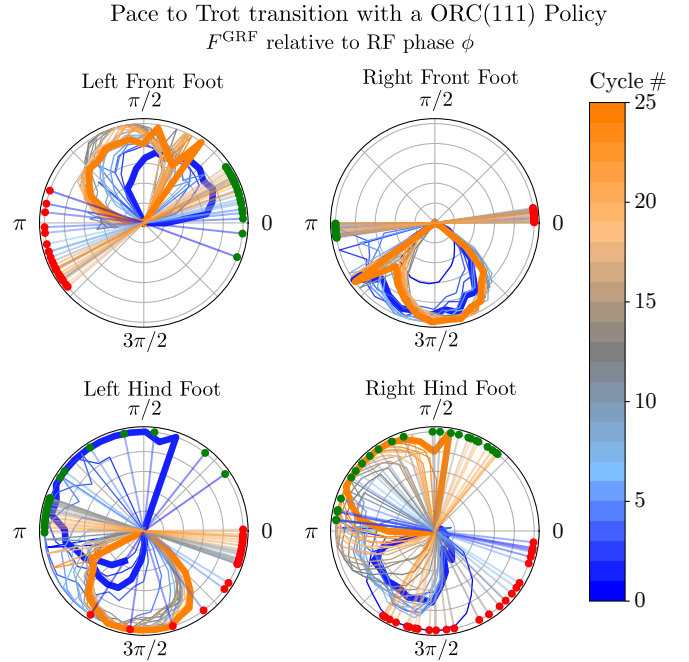 Pace to Trot transition with a ORC(111) Policy
F^GRF relative to RF phase ϕ
Left Front Foot
π/2
π
0
3π/2
Right Front Foot
π/2
π
0
3π/2
Left Hind Foot
π/2
π
0
3π/2
Right Hind Foot
π/2
π
0
3π/2
Cycle #
25
20
15
10
5
0